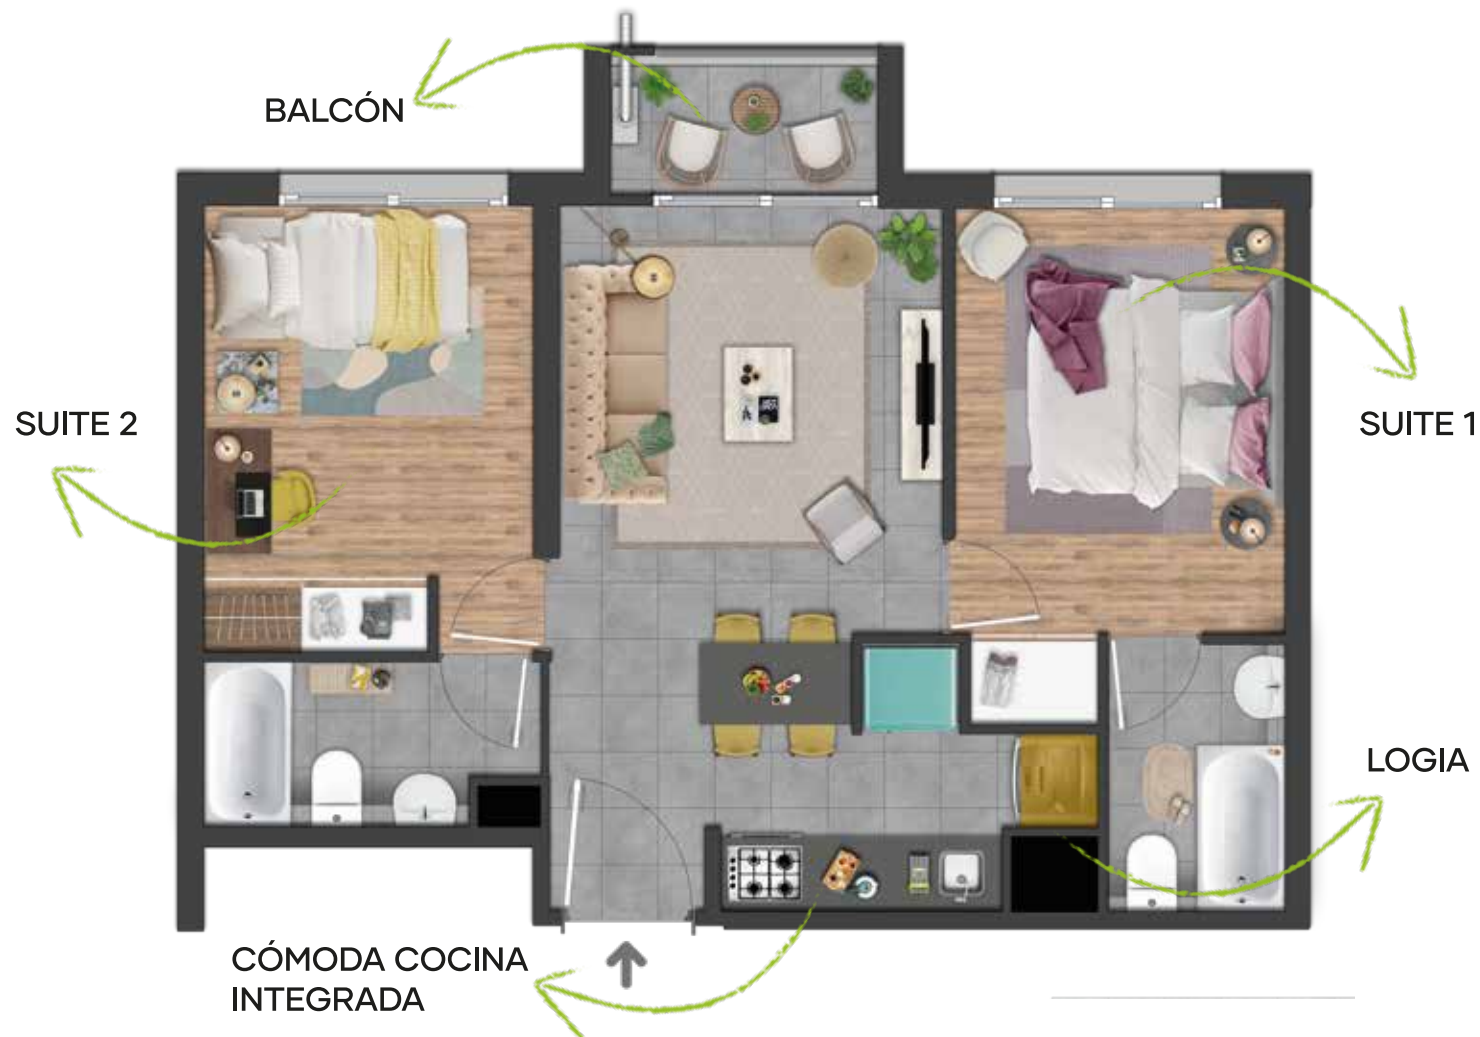 BALCÓN
SUITE 2
SUITE 1
LOGIA
CÓMODA COCINA
INTEGRADA